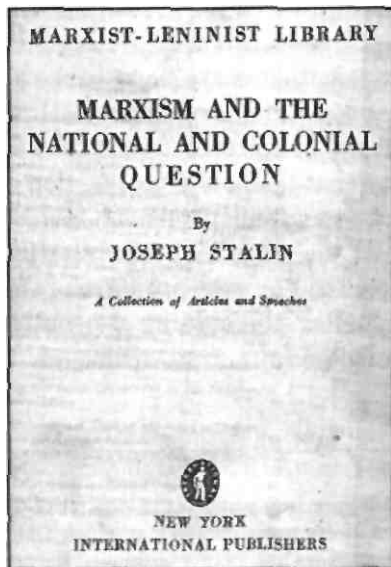 MARXIST-LENINIST LIBRARY
MARXISM AND THE
NATIONAL AND COLONIAL
QUESTION
By
JOSEPH STALIN
A Collection of Articles and Speeches
NEW YORK
INTERNATIONAL PUBLISHERS